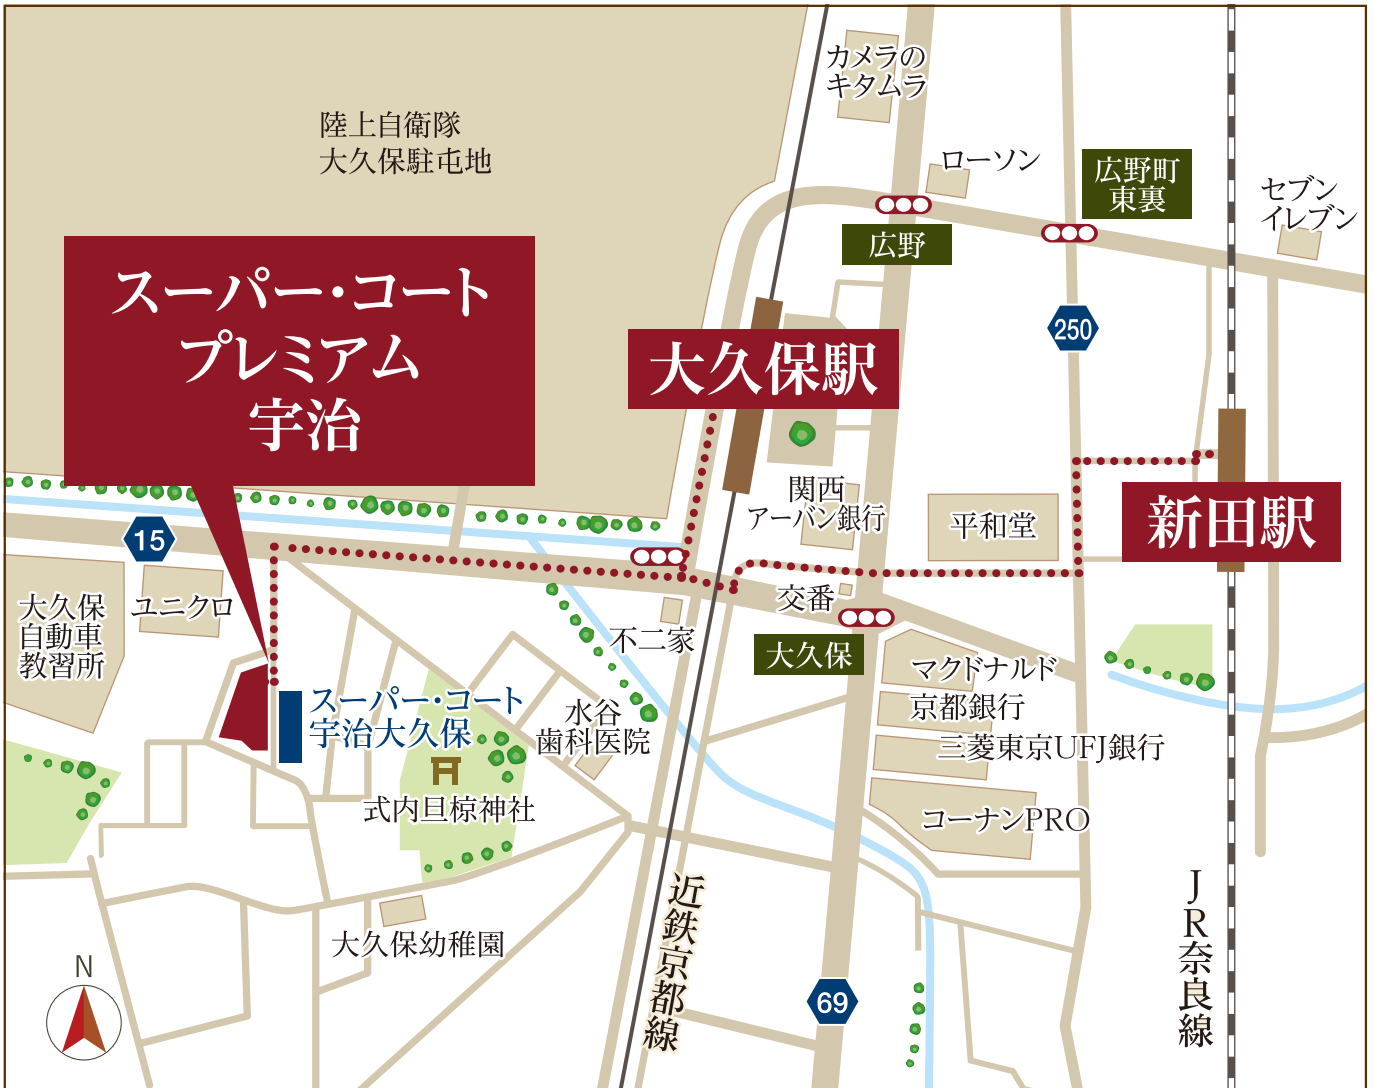 カメラの
キタムラ
陸上自衛隊
大久保駐屯地
ローソン
広野町
東裏
セブン
イレブン
広野
スーパー・コート
プレミアム
宇治
250
大久保駅
関西
アーバン銀行
平和堂
新田駅
15
大久保
自動車
教習所
ユニクロ
交番
不二家
大久保
マクドナルド
京都銀行
三菱東京UFJ銀行
コーナンPRO
スーパー・コート
宇治大久保
水谷
歯科医院
式内旦椋神社
大久保幼稚園
近鉄京都線
JR奈良線
69
N